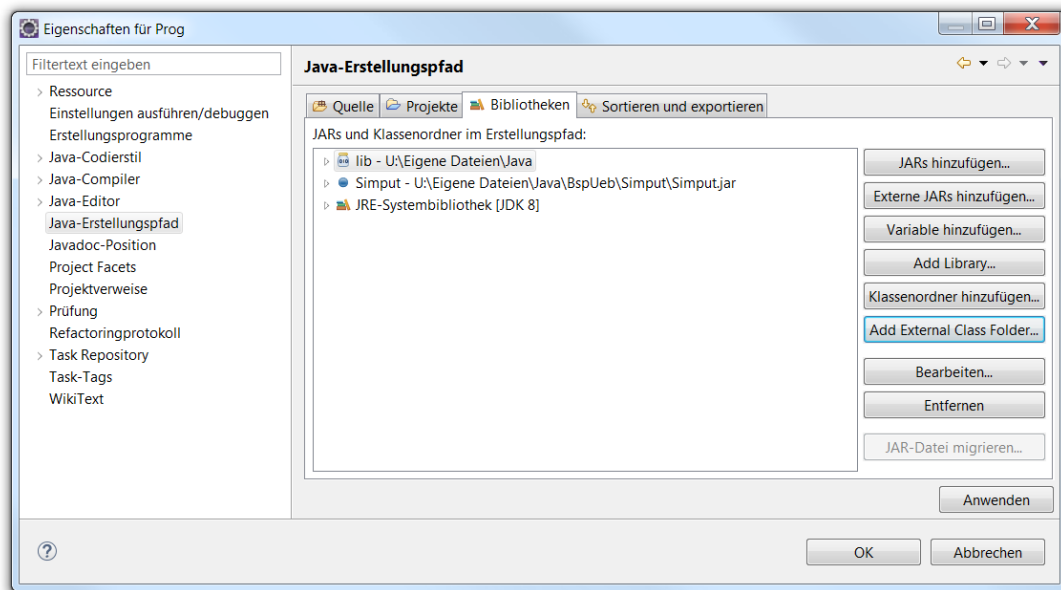 Eigenschaften für Prog
Filtertext eingeben
Ressource
Einstellungen ausführen/debuggen
Erstellungsprogramme
Java-Codierstil
Java-Compiler
Java-Editor
Java-Erstellungspfad
Javadoc-Position
Project Facets
Projektverweise
Prüfung
Refactoringprotokoll
Task Repository
Task-Tags
WikiText
Java-Erstellungspfad
Quelle Projekte Bibliotheken Sortieren und exportieren
JARs und Klassenordner im Erstellungspfad:
lib - U:\Eigene Dateien\Java
Simput - U:\Eigene Dateien\Java\BspUeb\Simput\Simput.jar
JRE-Systembibliothek [JDK 8]
JARs hinzufügen...
Externe JARs hinzufügen...
Variable hinzufügen...
Add Library...
Klassenordner hinzufügen...
Add External Class Folder...
Bearbeiten...
Entfernen
JAR-Datei migrieren...
Anwenden
OK Abbrechen